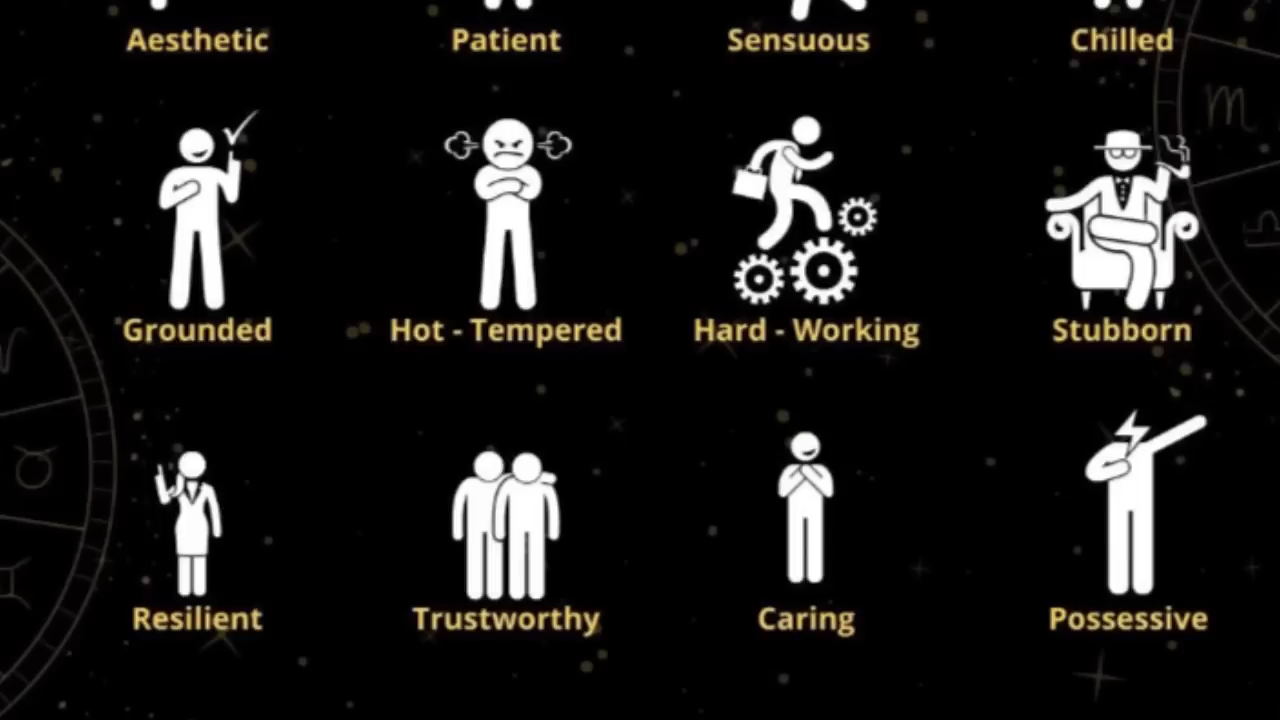 Aesthetic
Patient
Sensuous
Chilled
Grounded
Hot - Tempered
Hard - Working
Stubborn
Resilient
Trustworthy
Caring
Possessive